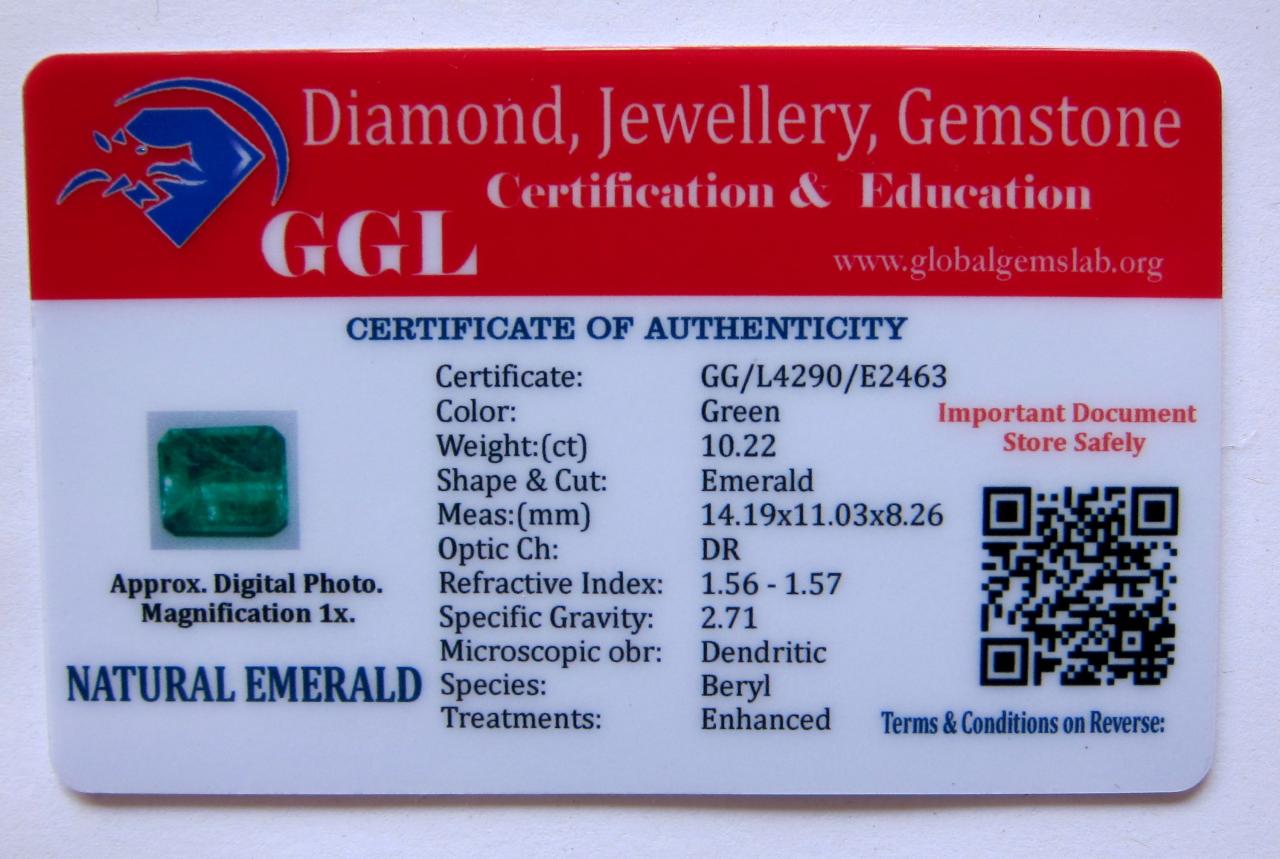 Diamond, Jewellery, Gemstone
Certification & Education
GGL
www.globalgemslab.org
CERTIFICATE OF AUTHENTICITY
Certificate: GG/L4290/E2463
Color: Green
Weight:(ct) 10.22
Shape & Cut: Emerald
Meas:(mm) 14.19x11.03x8.26
Optic Ch: DR
Refractive Index: 1.56 - 1.57
Specific Gravity: 2.71
Microscopic obr: Dendritic
Species: Beryl
Treatments: Enhanced
Approx. Digital Photo.
Magnification 1x.
NATURAL EMERALD
Important Document
Store Safely
Terms & Conditions on Reverse: